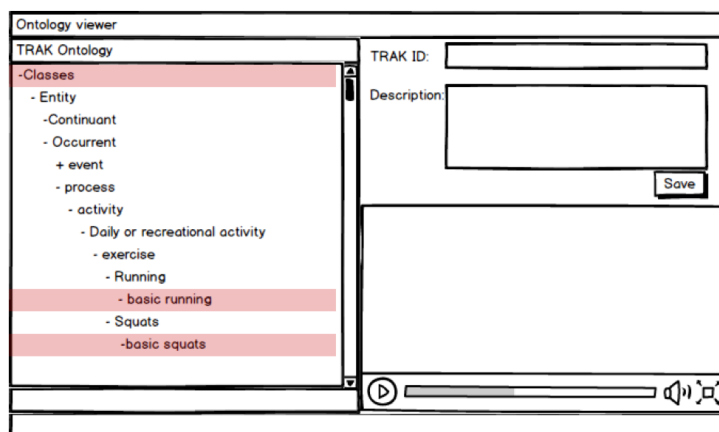 Ontology viewer
TRAK Ontology
-Classes
- Entity
-Continuant
- Occurrent
+ event
- process
- activity
- Daily or recreational activity
- exercise
- Running
- basic running
- Squats
-basic squats
TRAK ID:
Description:
Save